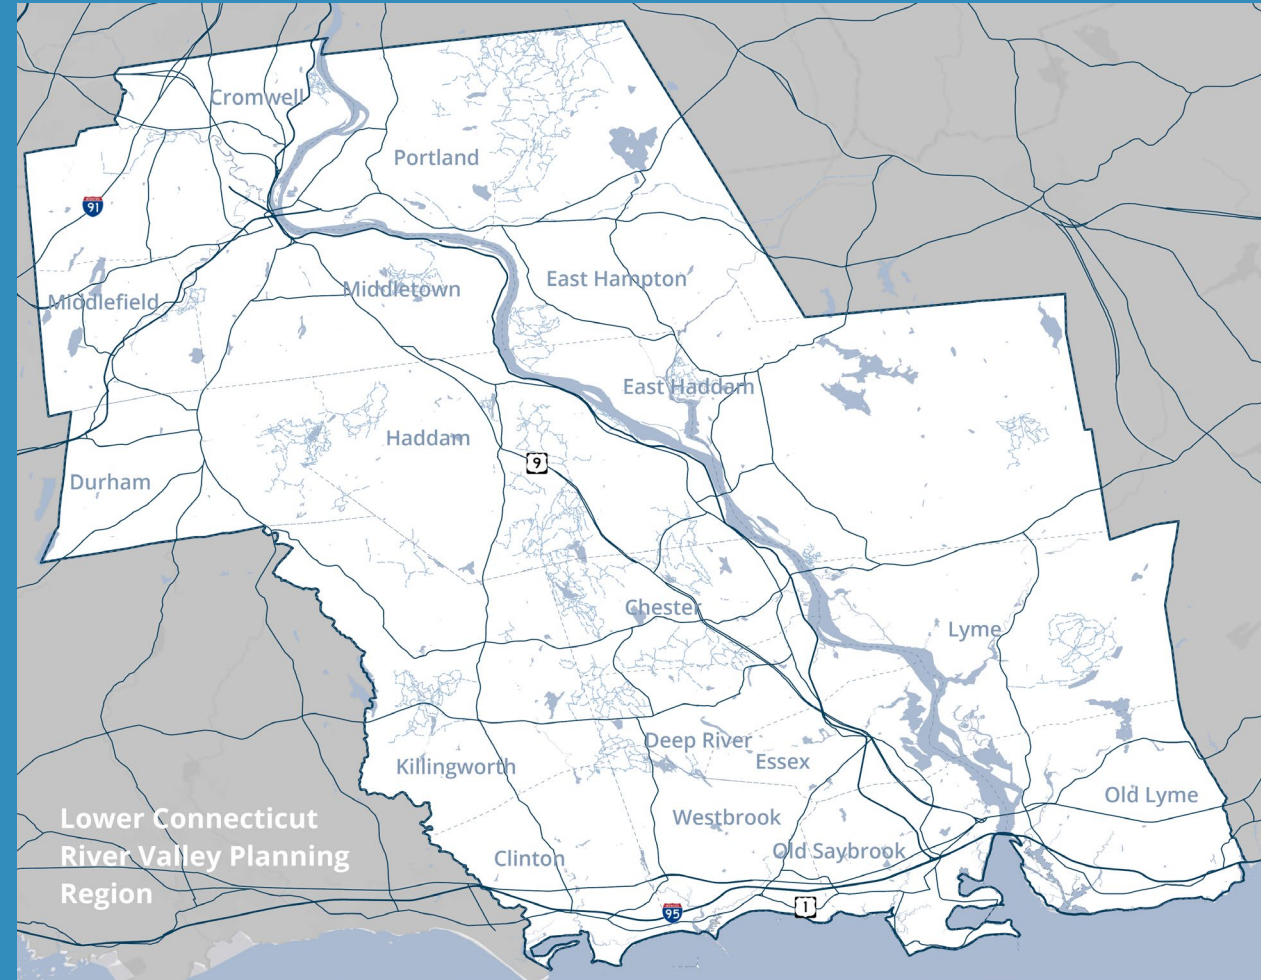 Cromwell
Portland
91
Middletown
East Hampton
Middlefield
East Haddam
Haddam
9
Durham
Chester
Lyme
Deep River
Essex
Killingworth
Old Lyme
Westbrook
Old Saybrook
Clinton
Lower Connecticut
River Valley Planning
Region
95
1